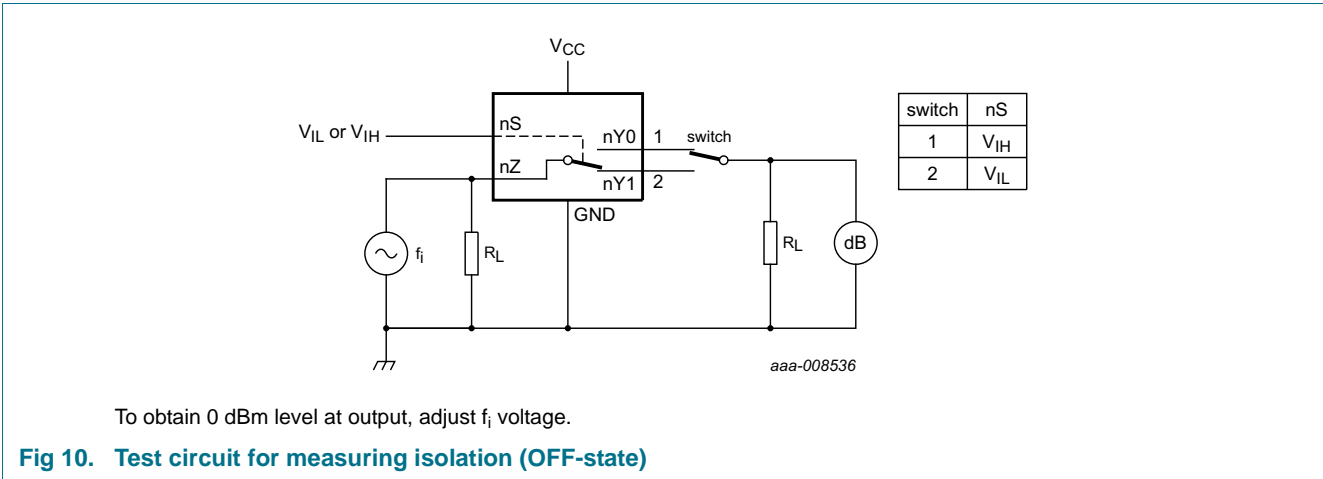 VCC
switch nS
1 VIH
2 VIL
VIL or VIH
nS
nY0 1 switch
nZ
nY1 2
GND
fi
RL
RL
dB
aaa-008536
To obtain 0 dBm level at output, adjust fi voltage.
Fig 10. Test circuit for measuring isolation (OFF-state)